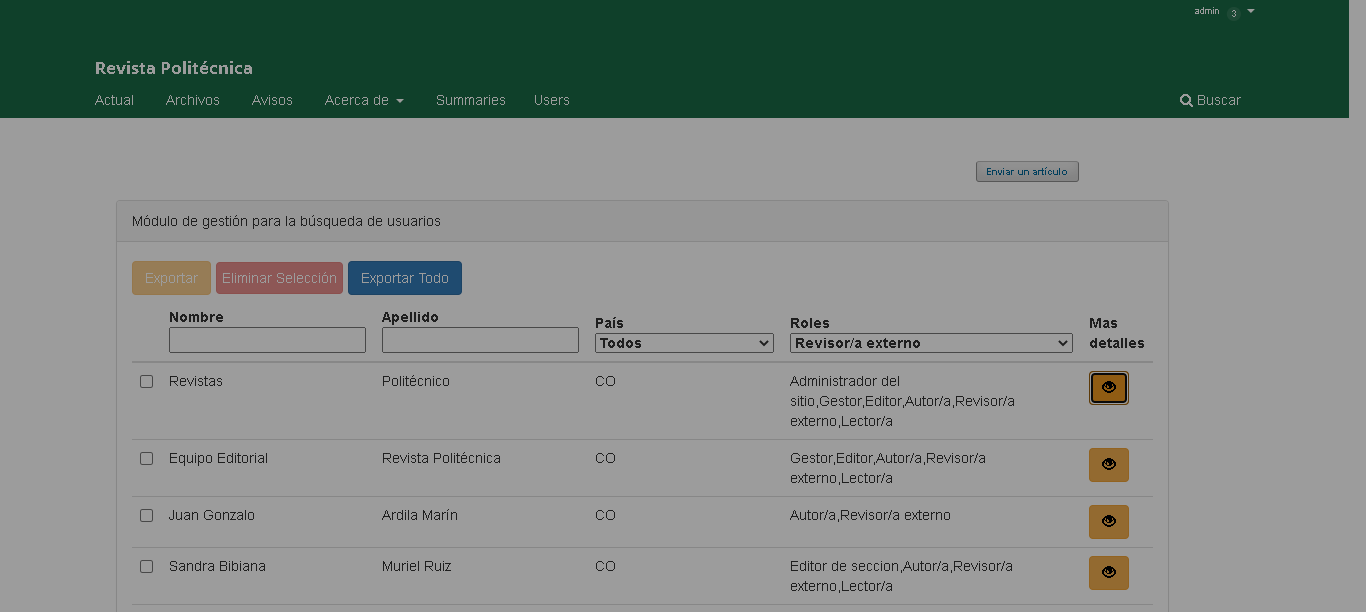 admin 3
Revista Politécnica
Actual Archivos Avisos Acerca de Summaries Users Buscar
Enviar un artículo
Módulo de gestión para la búsqueda de usuarios
Exportar Eliminar Selección Exportar Todo
Nombre Apellido País Roles Mas detalles
Todos Revisor/a externo
Revistas Politécnico CO Administrador del
sitio,Gestor,Editor,Autor/a,Revisor/a
externo,Lector/a
Equipo Editorial Revista Politécnica CO Gestor,Editor,Autor/a,Revisor/a
externo,Lector/a
Juan Gonzalo Ardila Marín CO Autor/a,Revisor/a externo
Sandra Bibiana Muriel Ruiz CO Editor de seccion,Autor/a,Revisor/a
externo,Lector/a